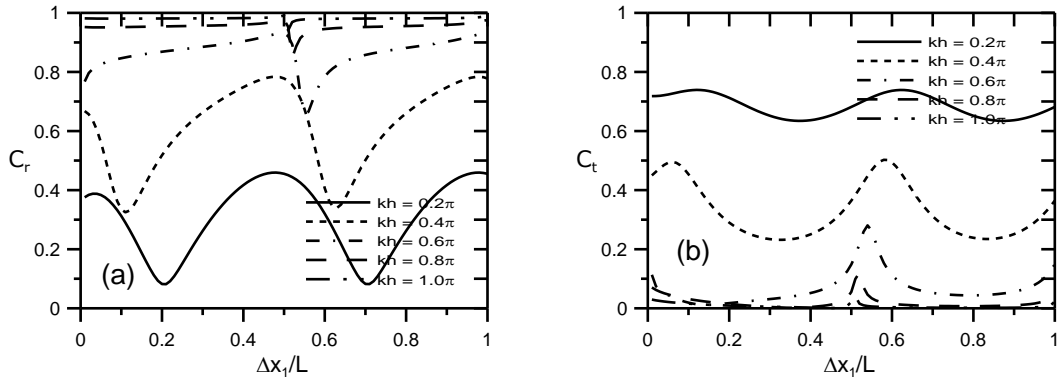 1
0.8
0.6
0.4
0.2
0
C_r
kh = 0.2π
kh = 0.4π
kh = 0.6π
kh = 0.8π
kh = 1.0π
(a)
0 0.2 0.4 0.6 0.8 1
Δx_1/L
1
0.8
0.6
0.4
0.2
0
C_t
kh = 0.2π
kh = 0.4π
kh = 0.6π
kh = 0.8π
kh = 1.0π
(b)
0 0.2 0.4 0.6 0.8 1
Δx_1/L